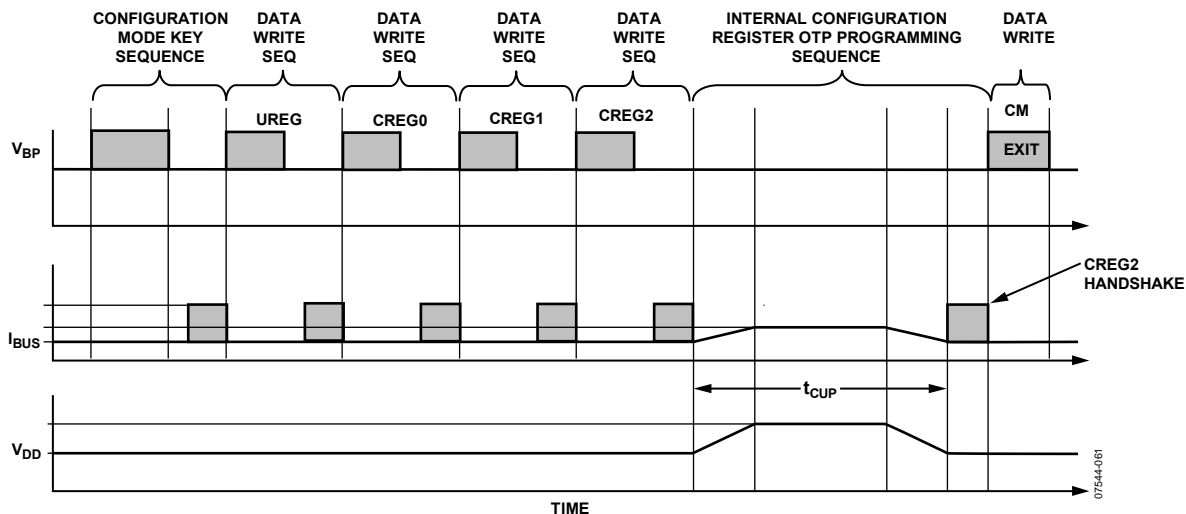 CONFIGURATION
MODE KEY
SEQUENCE
DATA
WRITE
SEQ
DATA
WRITE
SEQ
DATA
WRITE
SEQ
DATA
WRITE
SEQ
INTERNAL CONFIGURATION
REGISTER OTP PROGRAMMING
SEQUENCE
DATA
WRITE
UREG
CREG0
CREG1
CREG2
CM
VBP
EXIT
CREG2
HANDSHAKE
IBUS
tCUP
VDD
TIME
07544-061